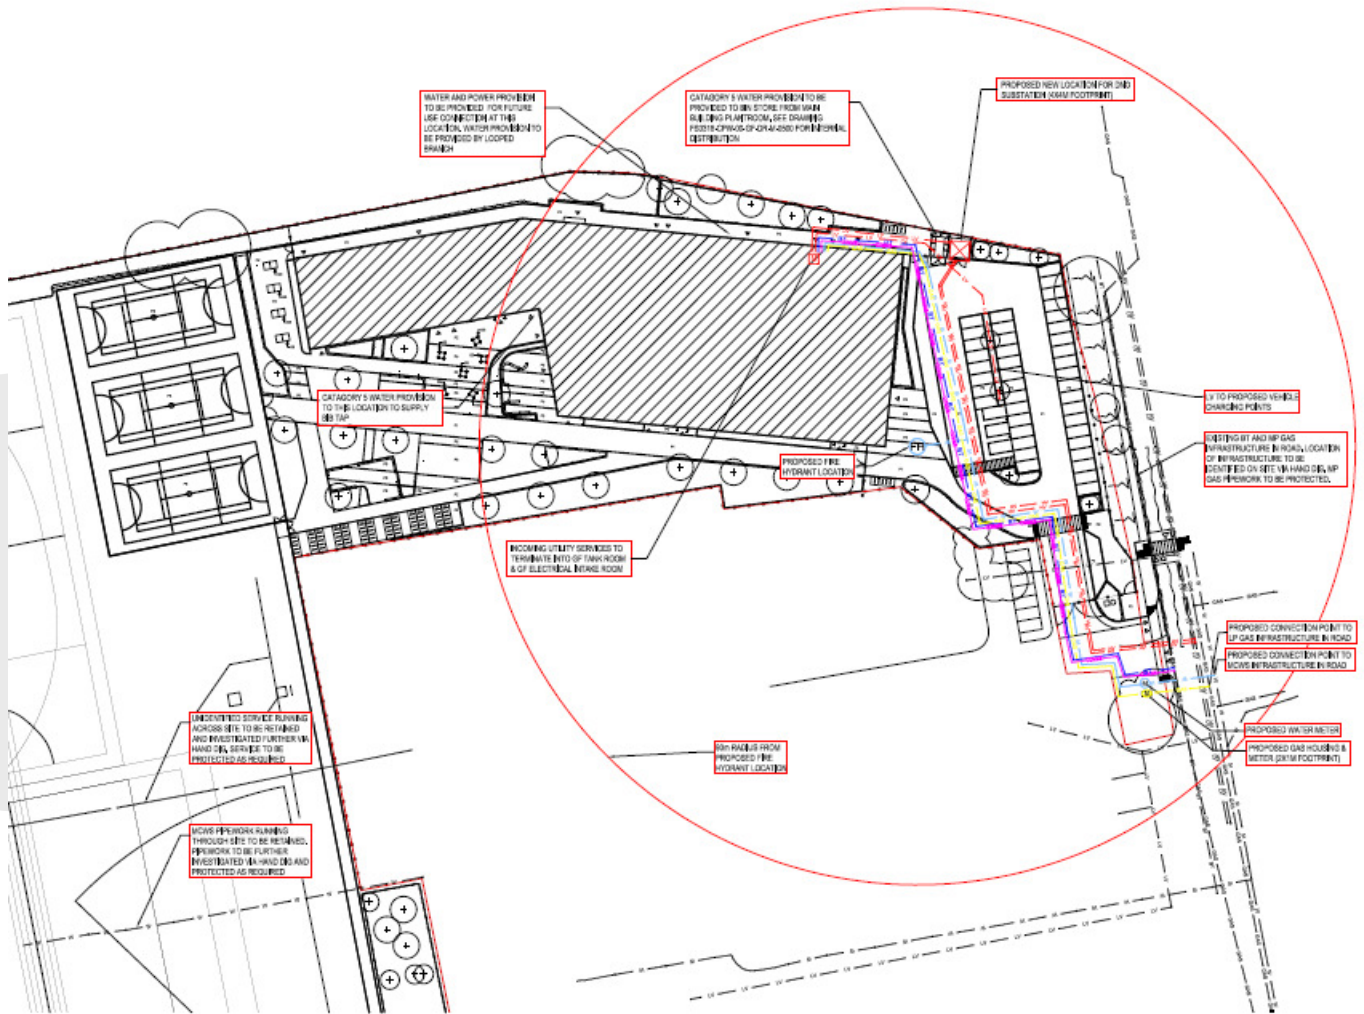 WATER AND POWER PROVISION
TO BE PROVIDED FOR FUTURE
USE CONNECTION AT THIS
LOCATION. WATER PROVISION TO
BE PROVIDED BY LOOPED
BRANCH
CATAGORY 5 WATER PROVISION TO BE
PROVIDED TO BIN STORE FROM MAIN
BUILDING PLANTROOM, SEE DRAWING
FOR INTERNAL
DISTRIBUTION
PROPOSED NEW LOCATION FOR DNO
SUBSTATION (4X4M FOOTPRINT)
CATAGORY 5 WATER PROVISION
TO THIS LOCATION TO SUPPLY
BIB TAP
LV TO PROPOSED VEHICLE
CHARGING POINTS
EXISTING BT AND MP GAS
INFRASTRUCTURE IN ROAD, LOCATION
OF INFRASTRUCTURE TO BE
IDENTIFIED ON SITE VIA HAND DIG, MP
GAS PIPEWORK TO BE PROTECTED.
PROPOSED FIRE
HYDRANT LOCATION
FH
INCOMING UTILITY SERVICES TO
TERMINATE INTO GF TANK ROOM
& GF ELECTRICAL INTAKE ROOM
PROPOSED CONNECTION POINT TO
LP GAS INFRASTRUCTURE IN ROAD
PROPOSED CONNECTION POINT TO
MCWS INFRASTRUCTURE IN ROAD
UNIDENTIFIED SERVICE RUNNING
ACROSS SITE TO BE RETAINED
AND INVESTIGATED FURTHER VIA
HAND DIG, SERVICE TO BE
PROTECTED AS REQUIRED
90m RADIUS FROM
PROPOSED FIRE
HYDRANT LOCATION
PROPOSED WATER METER
PROPOSED GAS HOUSING &
METER (2X1M FOOTPRINT)
MCWS PIPEWORK RUNNING
THROUGH SITE TO BE RETAINED.
PIPEWORK TO BE FURTHER
INVESTIGATED VIA HAND DIG AND
PROTECTED AS REQUIRED